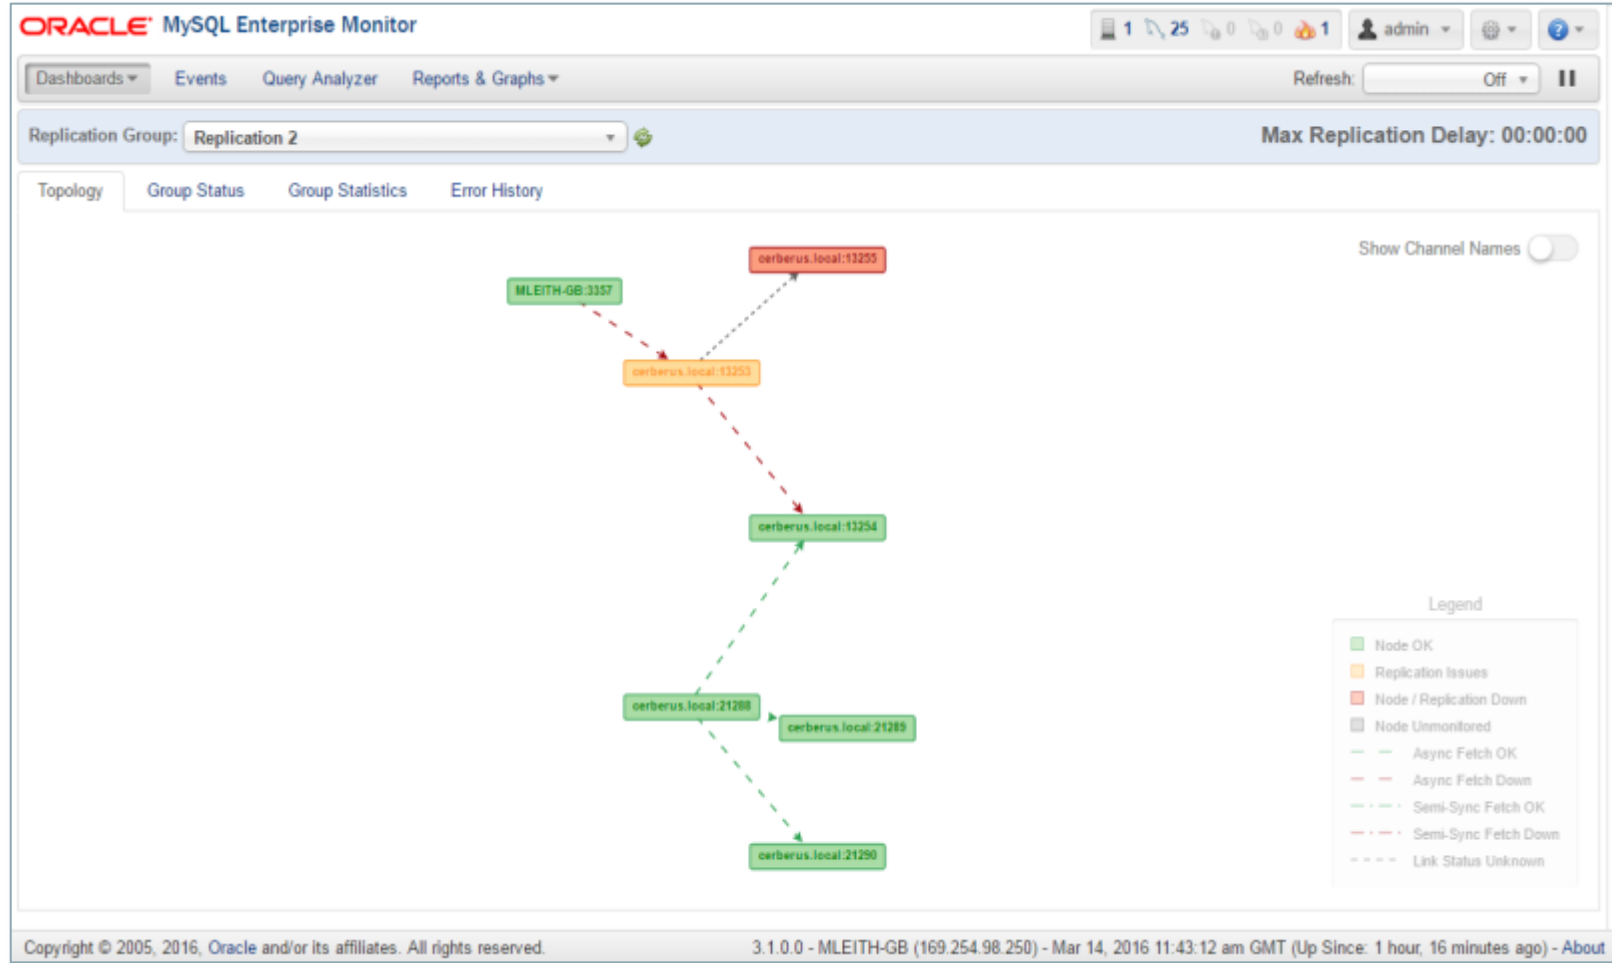 ORACLE® MySQL Enterprise Monitor
1 25 0 0 1 admin
Dashboards Events Query Analyzer Reports & Graphs Refresh: Off
Replication Group: Replication 2 Max Replication Delay: 00:00:00
Topology Group Status Group Statistics Error History
Show Channel Names
cerberus.local:13255
MLEITH-GB:3357
cerberus.local:13253
cerberus.local:13254
cerberus.local:21288
cerberus.local:21289
cerberus.local:21290
Legend
Node OK
Replication Issues
Node / Replication Down
Node Unmonitored
Async Fetch OK
Async Fetch Down
Semi-Sync Fetch OK
Semi-Sync Fetch Down
Link Status Unknown
Copyright © 2005, 2016, Oracle and/or its affiliates. All rights reserved. 3.1.0.0 - MLEITH-GB (169.254.98.250) - Mar 14, 2016 11:43:12 am GMT (Up Since: 1 hour, 16 minutes ago) - About